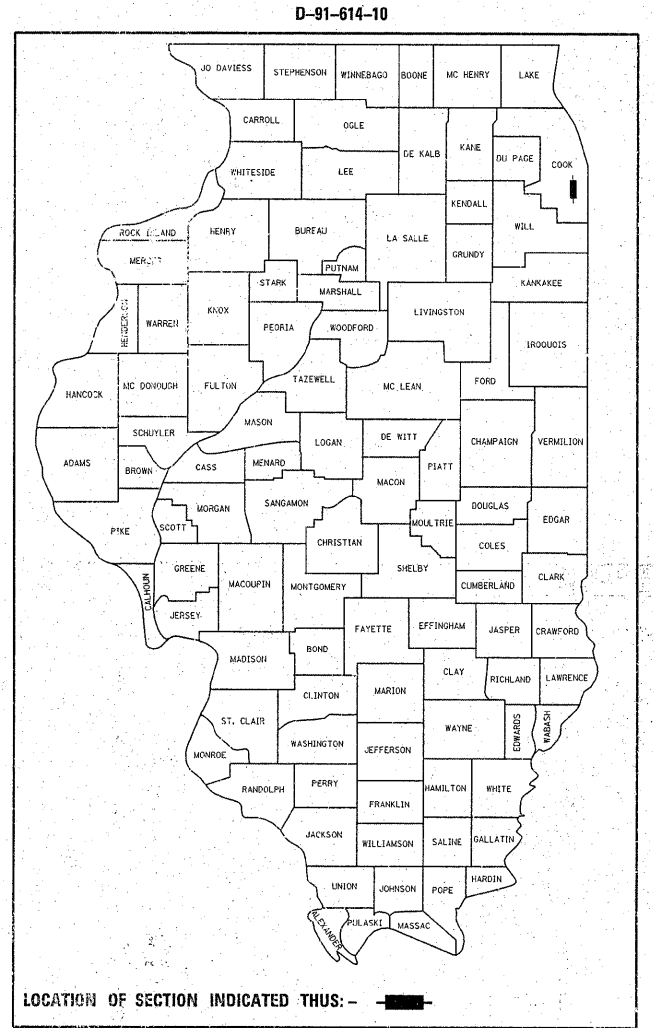 D-91-614-10
JO DAVIESS STEPHENSON WINNEBAGO BOONE MC HENRY LAKE
CARROLL OGLE
DE KALB KANE DU PAGE COOK
WHITESIDE LEE
KENDALL
ROCK ISLAND HENRY BUREAU LA SALLE WILL
MERCER PUTNAM GRUNDY
STARK MARSHALL KANKAKEE
HENDERSON WARREN KNOX PEORIA WOODFORD LIVINGSTON
IROQUOIS
HANCOCK MC DONOUGH FULTON TAZEWELL MC LEAN FORD
MASON
SCHUYLER LOGAN DE WITT CHAMPAIGN VERMILION
ADAMS BROWN CASS MENARD PIATT
MACON
MORGAN SANGAMON DOUGLAS
PIKE SCOTT MOULTRIE EDGAR
CHRISTIAN COLES
GREENE SHELBY
CALHOUN MACOUPIN MONTGOMERY CUMBERLAND CLARK
JERSEY
FAYETTE EFFINGHAM JASPER CRAWFORD
MADISON BOND
CLAY RICHLAND LAWRENCE
CLINTON MARION
ST. CLAIR WAYNE EDWARDS WABASH
MONROE WASHINGTON JEFFERSON
RANDOLPH PERRY HAMILTON WHITE
FRANKLIN
JACKSON WILLIAMSON SALINE GALLATIN
HARDIN
UNION JOHNSON POPE
ALEXANDER PULASKI MASSAC
LOCATION OF SECTION INDICATED THUS: -